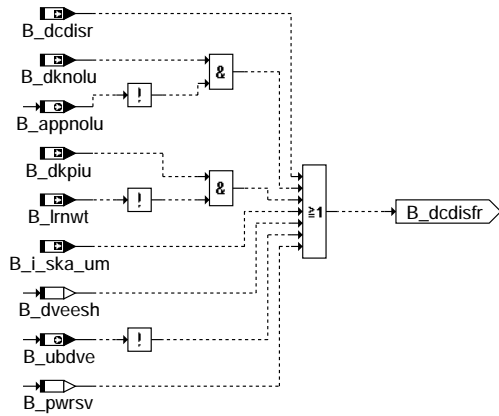 B_dcdisr
B_dknolu
&
!
B_appnolu
B_dkpiu
&
!
B_lrnwt
≧1
B_dcdisfr
B_i_ska_um
B_dveesh
!
B_ubdve
B_pwrsv